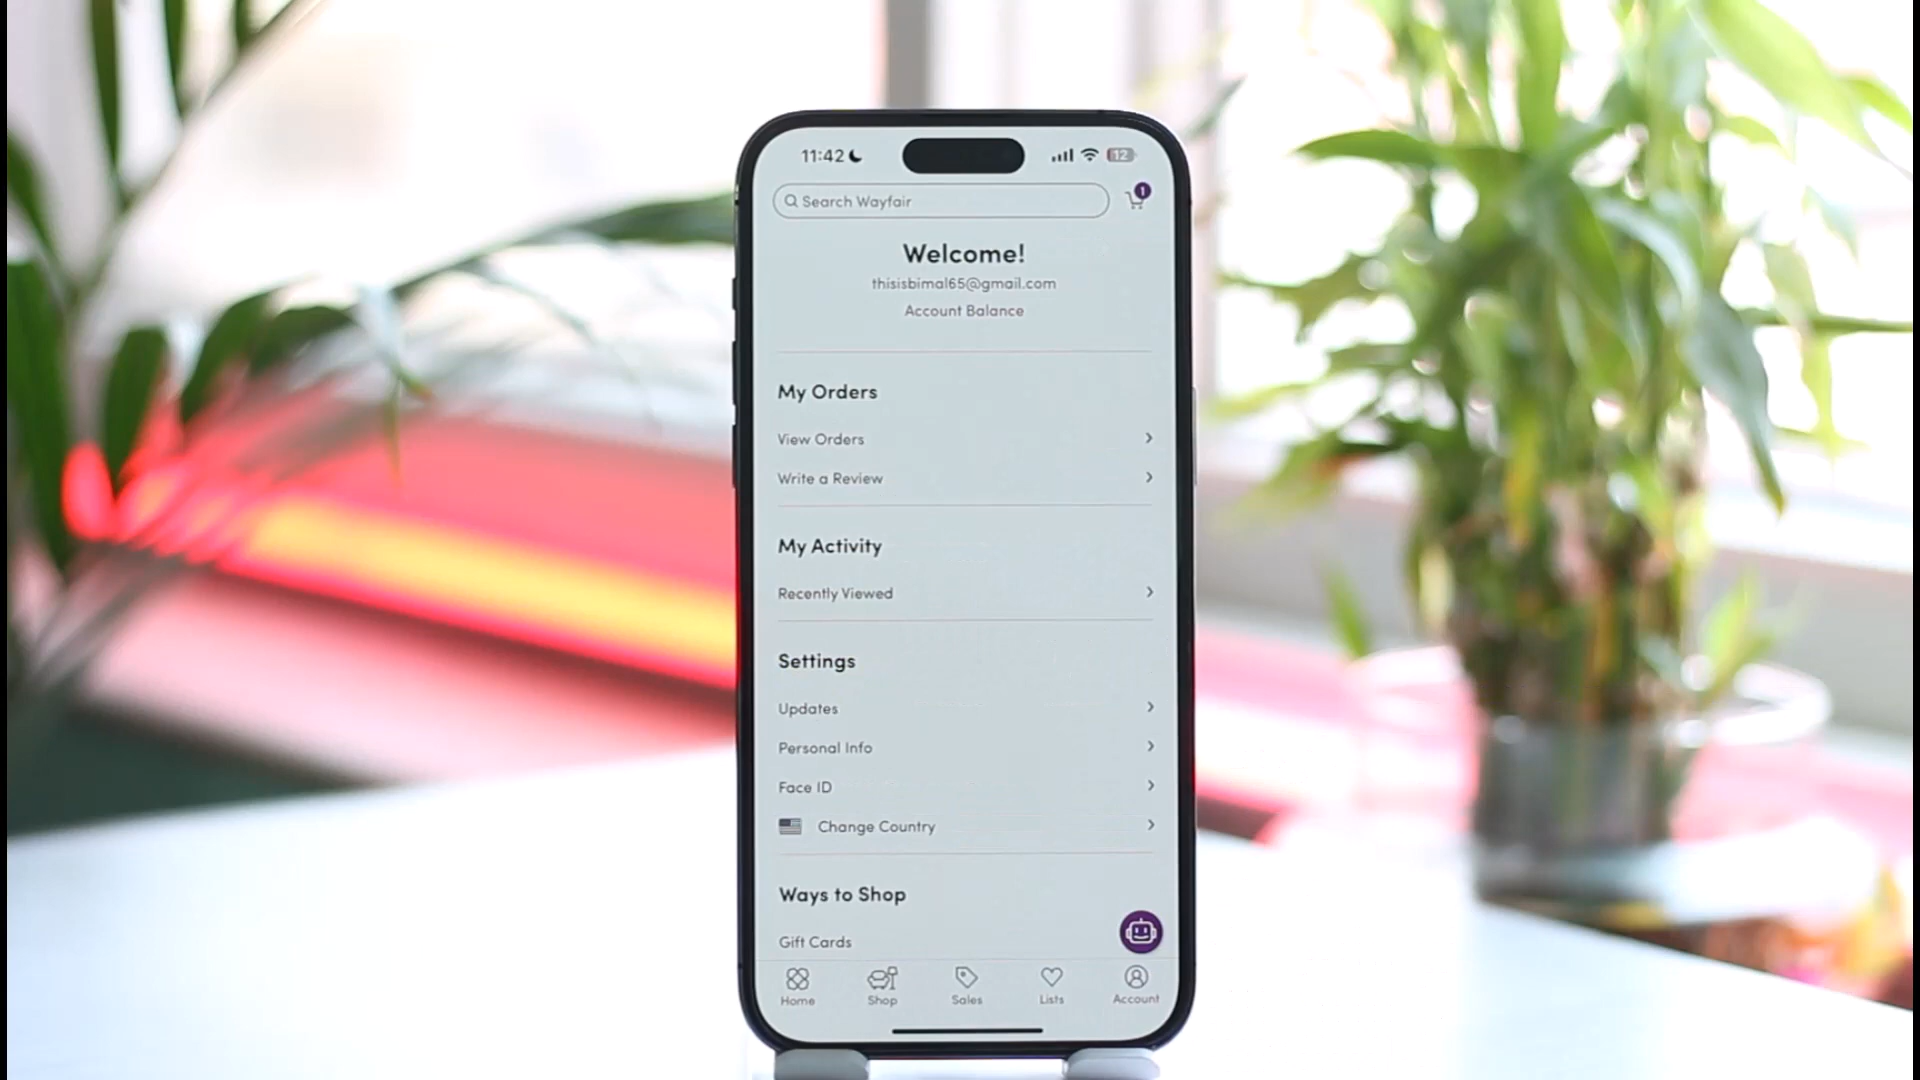 11:42
12
Search Wayfair
1
Welcome!
thisisbimal65@gmail.com
Account Balance
My Orders
View Orders
Write a Review
My Activity
Recently Viewed
Settings
Updates
Personal Info
Face ID
Change Country
Ways to Shop
Gift Cards
Home Shop Sales Lists Account